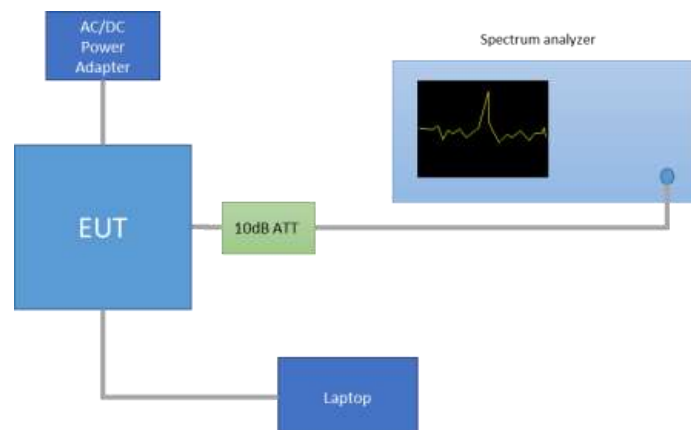 AC/DC
Power
Adapter
Spectrum analyzer
EUT
10dB ATT
Laptop